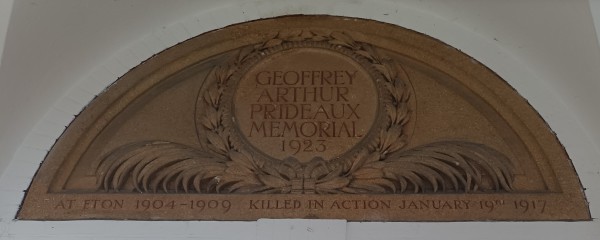 GEOFFREY
ARTHUR
PRIDEAUX
MEMORIAL
1923
AT ETON 1904-1909 KILLED IN ACTION JANUARY 19TH 1917